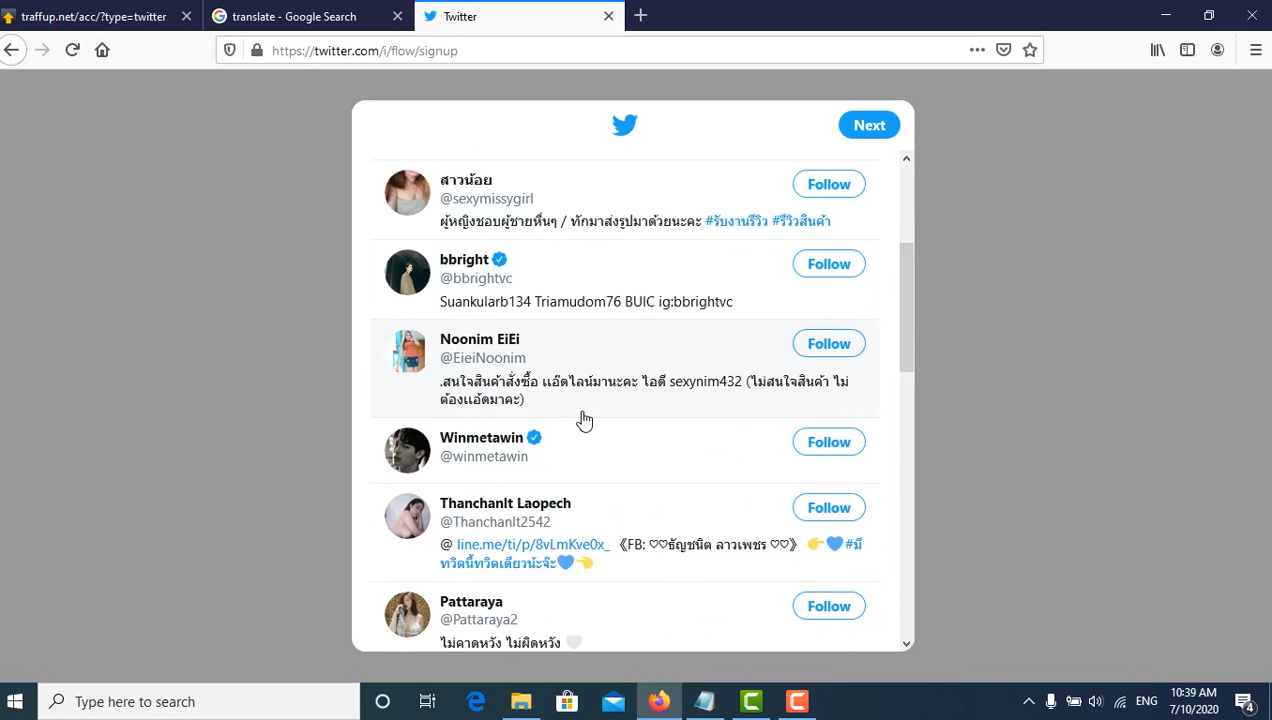 traffup.net/acc/?type=twitter
translate - Google Search
Twitter
https://twitter.com/i/flow/signup
Next
สาวน้อย
Follow
@sexymissygirl
ผู้หญิงชอบผู้ชายหื่นๆ / ทักมาส่งรูปมาด้วยนะคะ #รับงานรีวิว #รีวิวสินค้า
bbright
Follow
@bbrightvc
Suankularb134 Triamudom76 BUIC ig:bbrightvc
Noonim EiEi
Follow
@EieiNoonim
.สนใจสินค้าสั่งซื้อ เเอ๊ดไลน์มานะคะ ไอดี sexynim432 (ไม่สนใจสินค้า ไม่
ต้องเเอ้ดมาคะ)
Winmetawin
Follow
@winmetawin
ThanchanIt Laopech
Follow
@ThanchanIt2542
@ line.me/ti/p/8vLmKve0x_ 《FB: ♡♡ธัญชนิต ลาวเพชร ♡♡》 👉💙#มี
ทวิตนี้ทวิตเดียวน้ะจ๊ะ💙👈
Pattaraya
Follow
@Pattaraya2
ไม่คาดหวัง ไม่ผิดหวัง 🤍
Type here to search
ENG
10:39 AM
7/10/2020
4